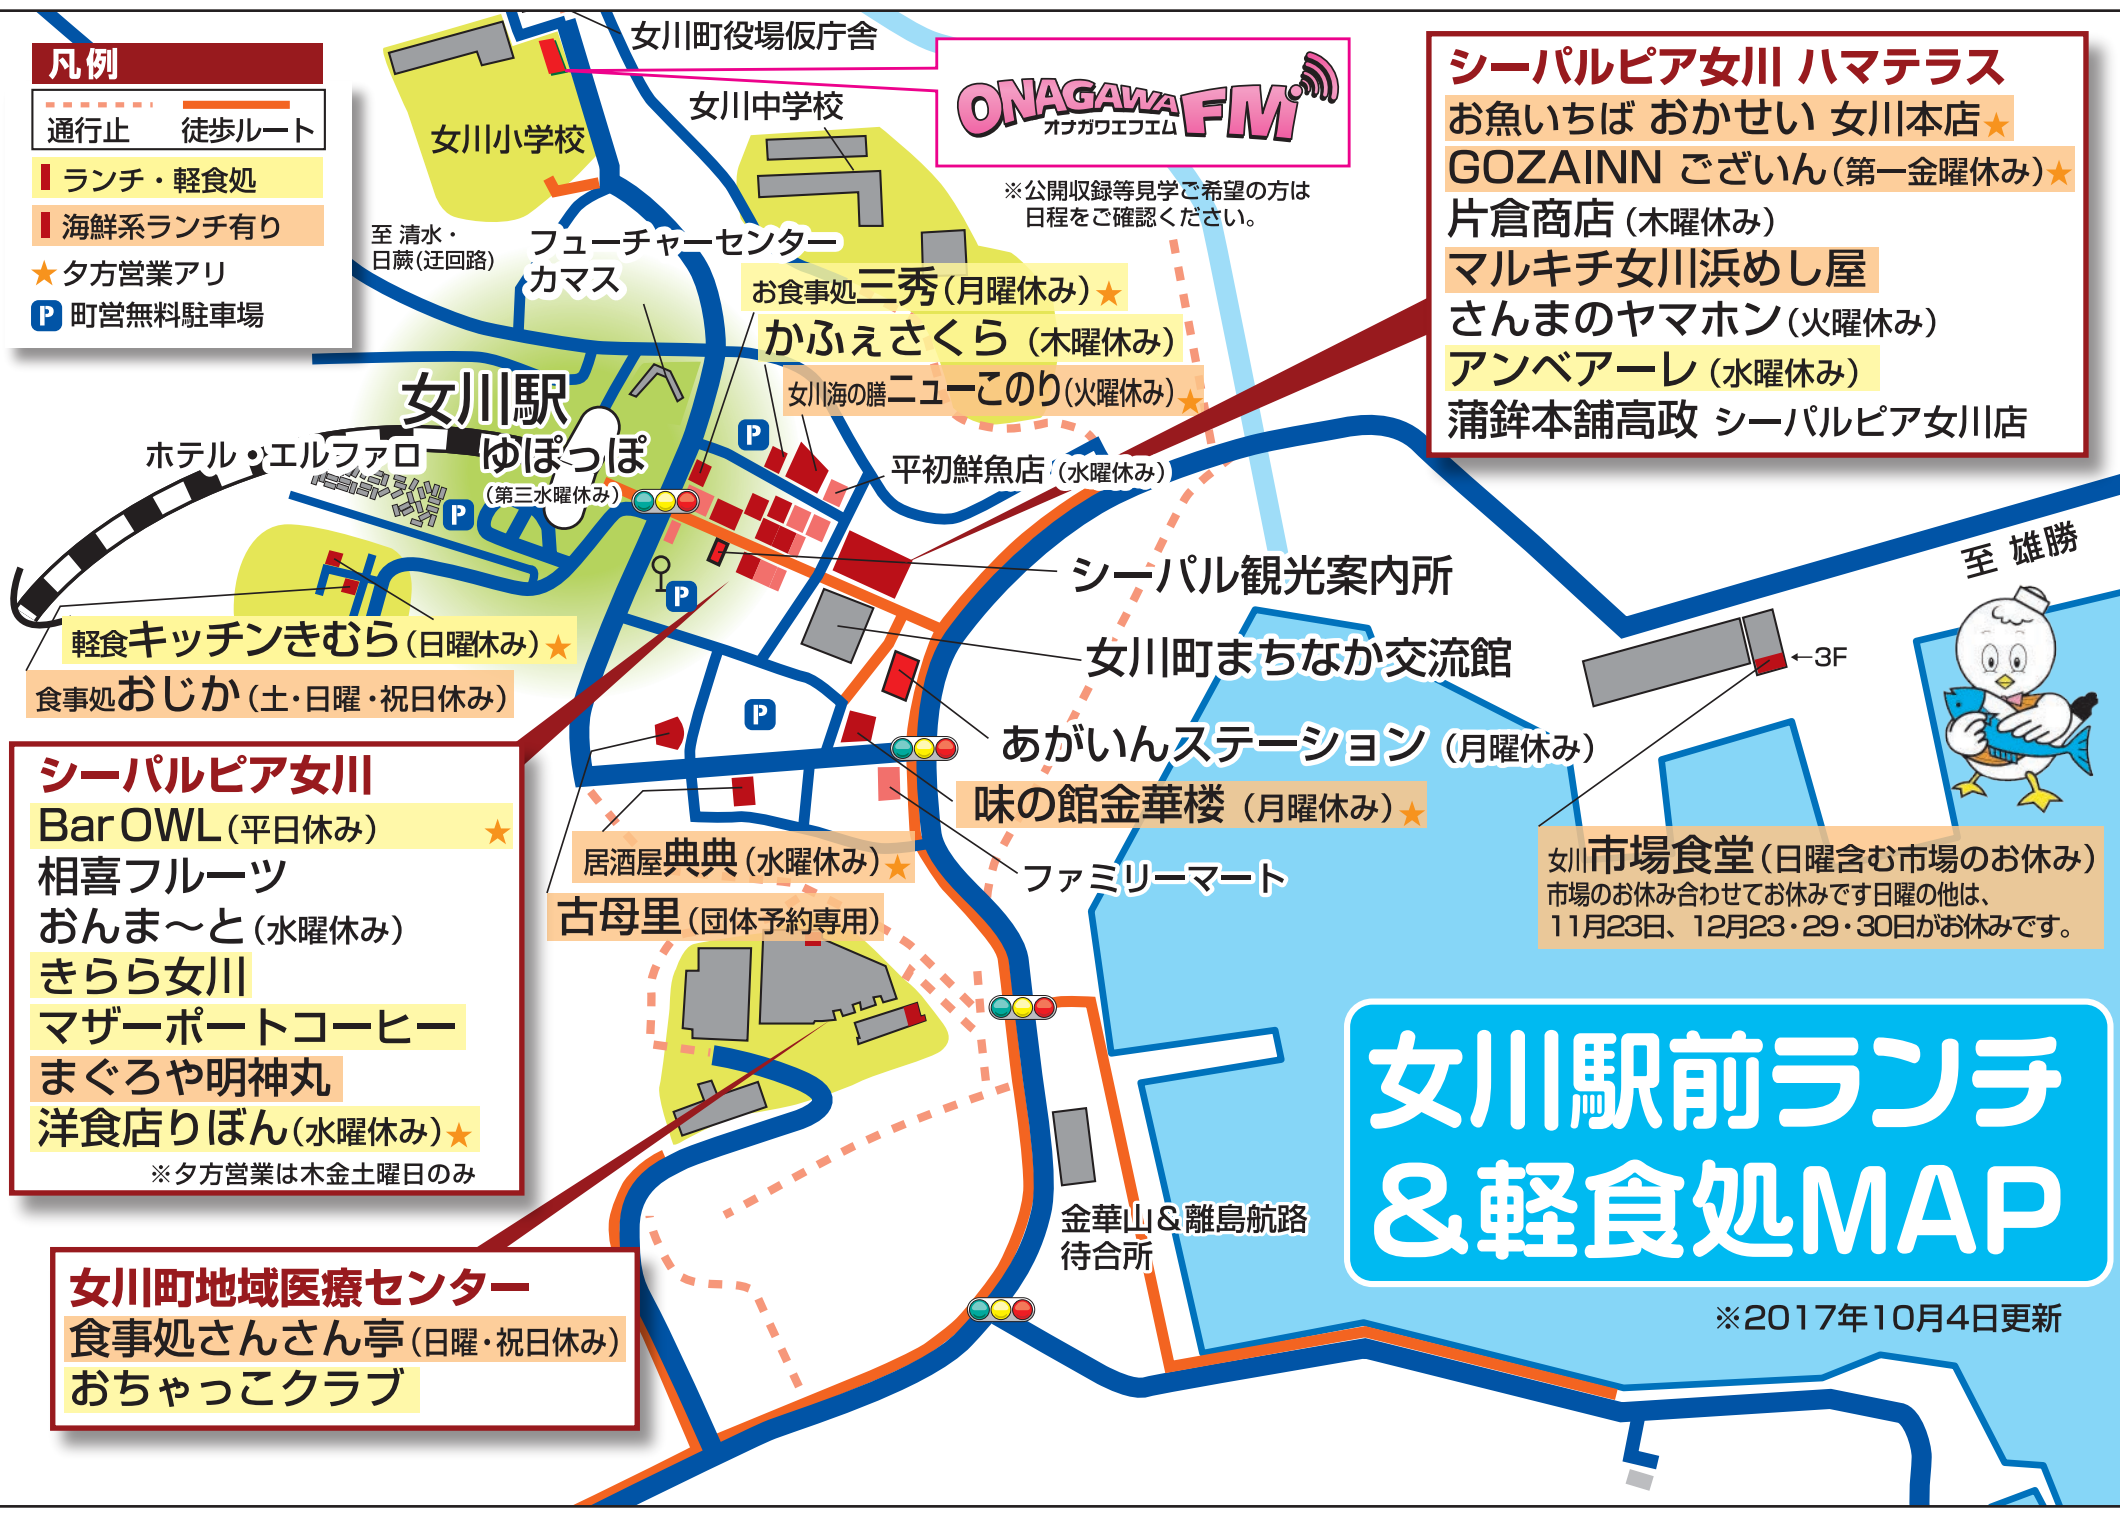 凡例
通行止 徒歩ルート
ランチ・軽食処
海鮮系ランチ有り
★夕方営業アリ
P 町営無料駐車場
女川町役場仮庁舎
女川小学校
女川中学校
ONAGAWA FM
オナガワエフエム
※公開収録等見学ご希望の方は
日程をご確認ください。
至 清水・
日蕨(迂回路)
フューチャーセンター
カマス
お食事処三秀(月曜休み)★
かふぇさくら(木曜休み)
女川海の膳ニューこのり(火曜休み)★
シーパルピア女川 ハマテラス
お魚いちば おかせい 女川本店★
GOZAINN ございん(第一金曜休み)★
片倉商店(木曜休み)
マルキチ女川浜めし屋
さんまのヤマホン(火曜休み)
アンベアーレ(水曜休み)
蒲鉾本舗高政 シーパルピア女川店
女川駅
ゆぽっぽ
(第三水曜休み)
ホテル・エルファロ
P
P
P
P
平初鮮魚店(水曜休み)
シーパル観光案内所
女川町まちなか交流館
あがいんステーション(月曜休み)
味の館金華楼(月曜休み)★
ファミリーマート
至 雄勝
←3F
軽食キッチンきむら(日曜休み)★
食事処おじか(土・日曜・祝日休み)
シーパルピア女川
Bar OWL(平日休み)★
相喜フルーツ
おんま〜と(水曜休み)
きらら女川
マザーポートコーヒー
まぐろや明神丸
洋食店りぼん(水曜休み)★
※夕方営業は木金土曜日のみ
居酒屋典典(水曜休み)★
古母里(団体予約専用)
女川市場食堂(日曜含む市場のお休み)
市場のお休み合わせてお休みです日曜の他は、
11月23日、12月23・29・30日がお休みです。
女川町地域医療センター
食事処さんさん亭(日曜・祝日休み)
おちゃっこクラブ
金華山&離島航路
待合所
女川駅前ランチ
&軽食処MAP
※2017年10月4日更新